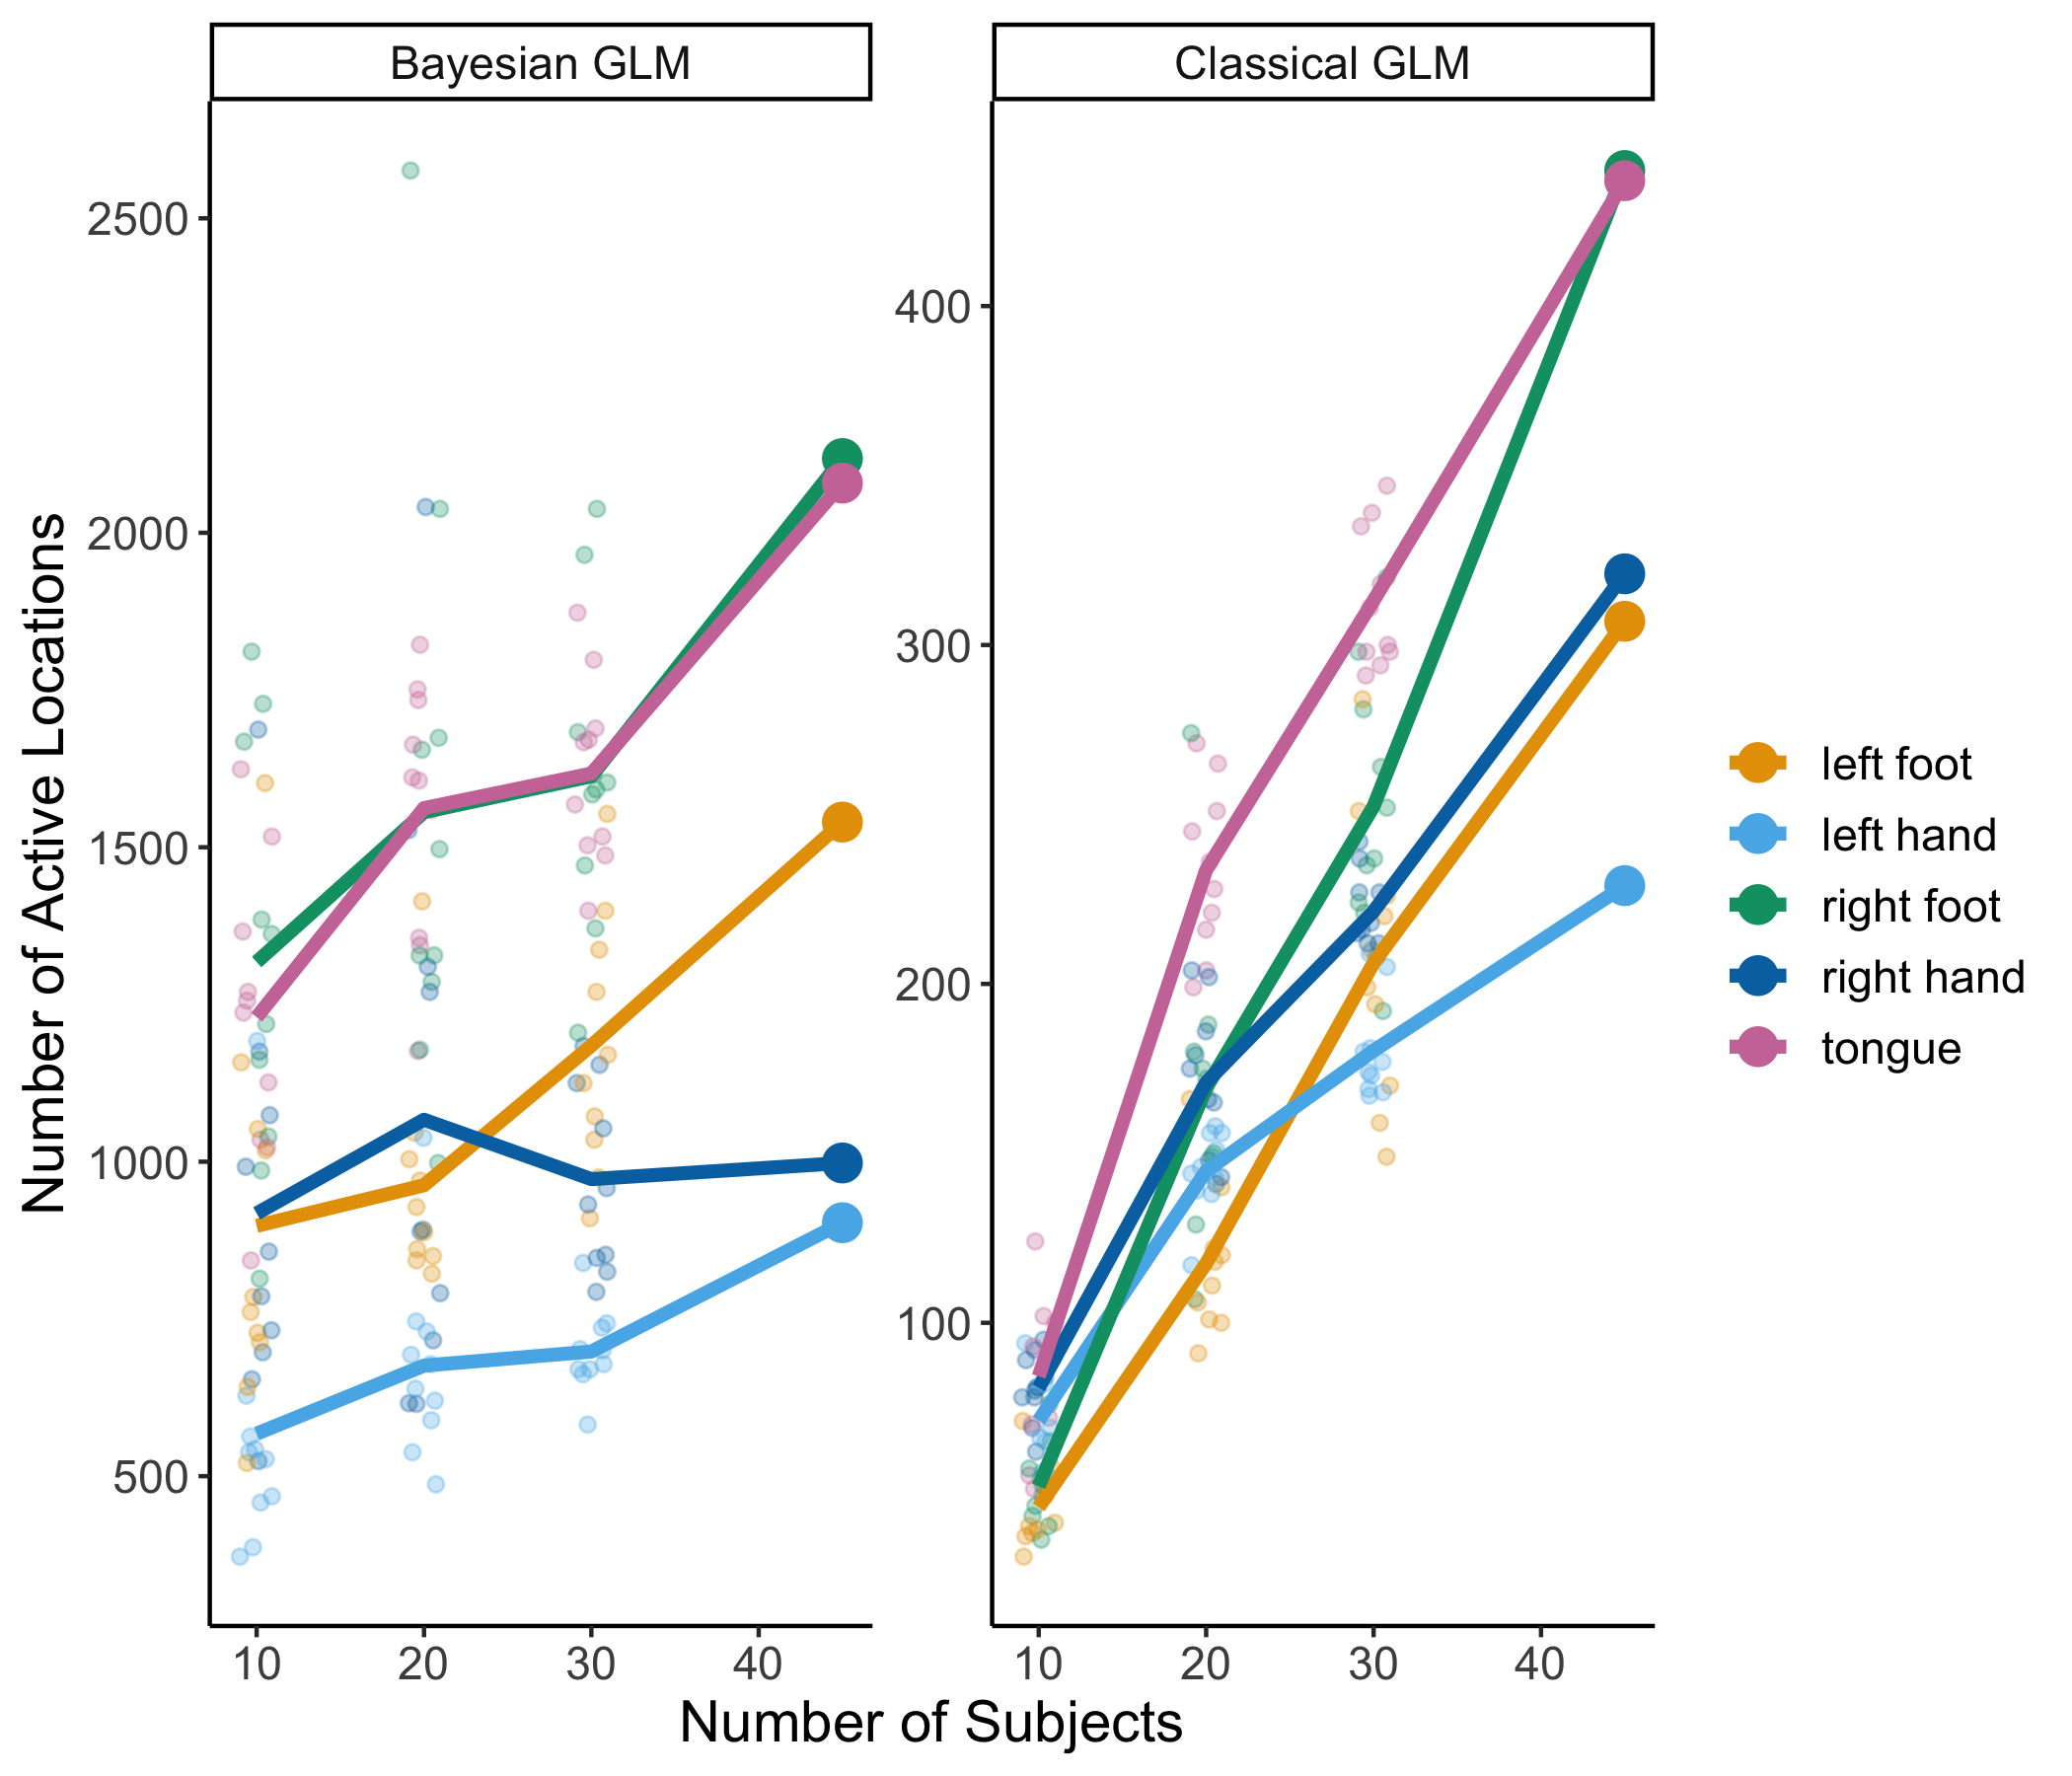 Bayesian GLM
Classical GLM
Number of Active Locations
2500
2000
1500
1000
500
400
300
200
100
10 20 30 40
10 20 30 40
Number of Subjects
left foot
left hand
right foot
right hand
tongue